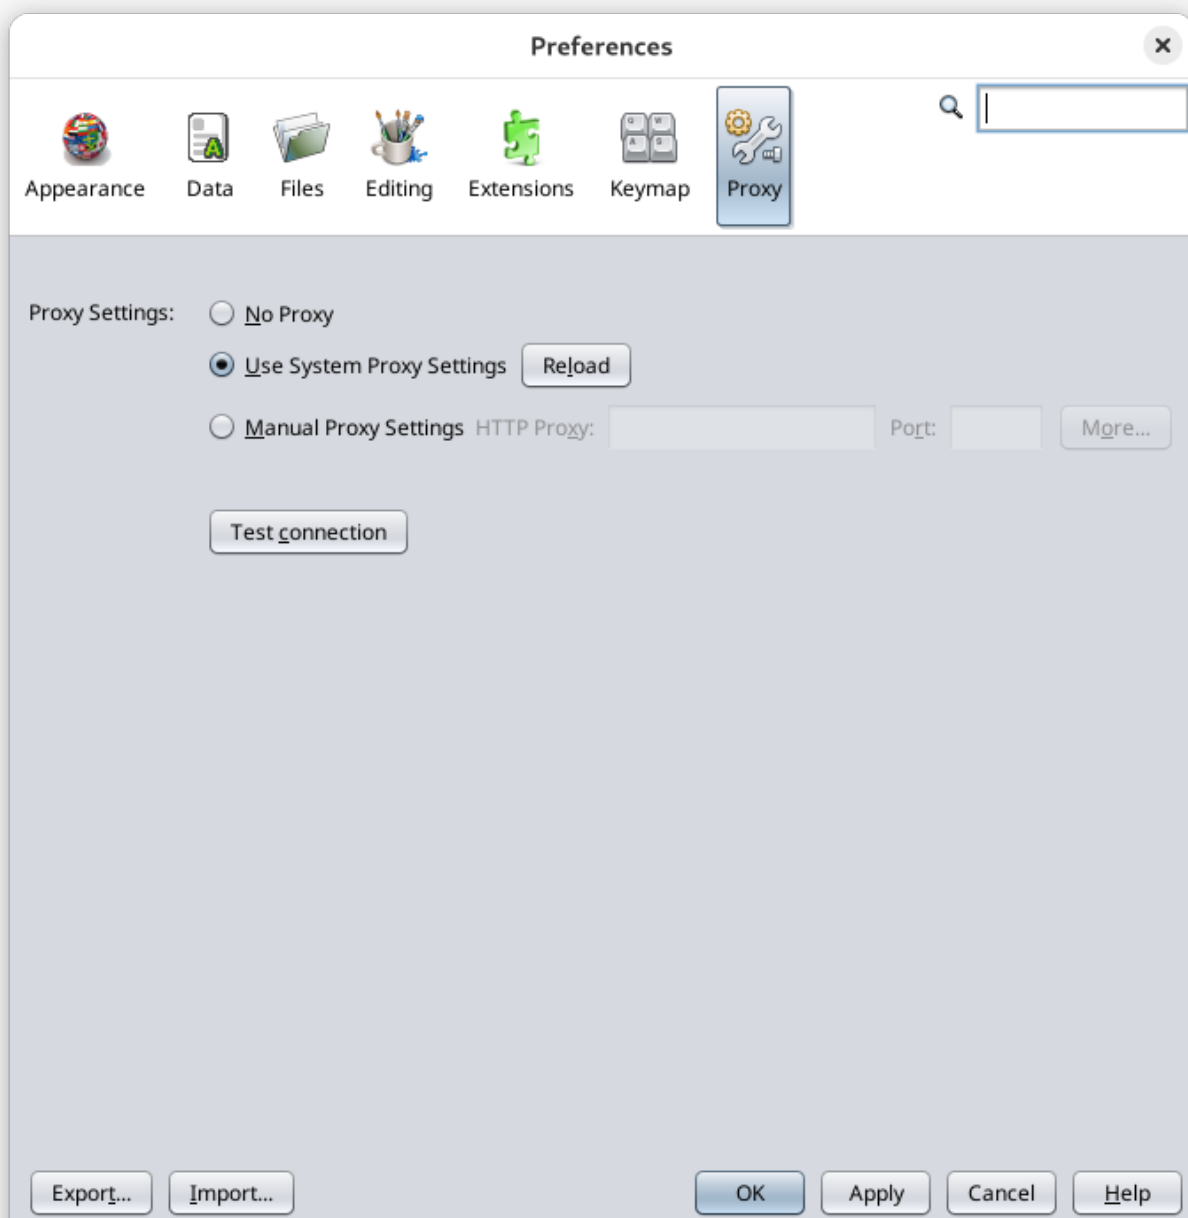 Preferences
Appearance
Data
Files
Editing
Extensions
Keymap
Proxy
Proxy Settings:
No Proxy
Use System Proxy Settings
Reload
Manual Proxy Settings
HTTP Proxy:
Port:
More...
Test connection
Export...
Import...
OK
Apply
Cancel
Help